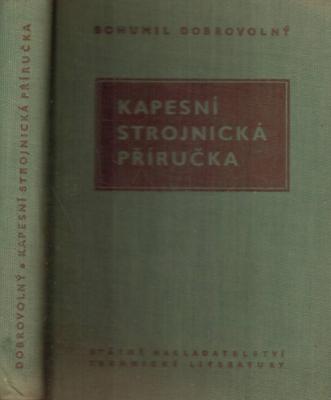 BOHUMIL DOBROVOLNÝ
KAPESNÍ
STROJNICKÁ
PŘÍRUČKA
STÁTNÍ NAKLADATELSTVÍ
TECHNICKÉ LITERATURY
DOBROVOLNÝ • KAPESNÍ STROJNICKÁ PŘÍRUČKA